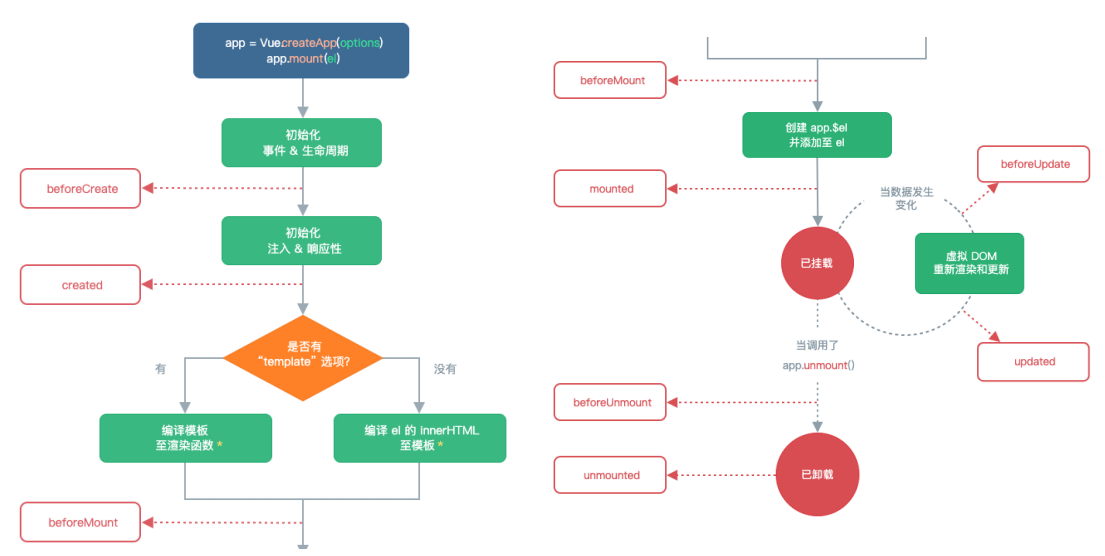 app = Vue.createApp(options)
app.mount(el)
初始化
事件 & 生命周期
beforeCreate
初始化
注入 & 响应性
created
是否有
“template” 选项?
有
没有
编译模板
至渲染函数 *
编译 el 的 innerHTML
至模板 *
beforeMount
beforeMount
创建 app.$el
并添加至 el
mounted
beforeUpdate
当数据发生
变化
已挂载
虚拟 DOM
重新渲染和更新
updated
当调用了
app.unmount()
beforeUnmount
已卸载
unmounted